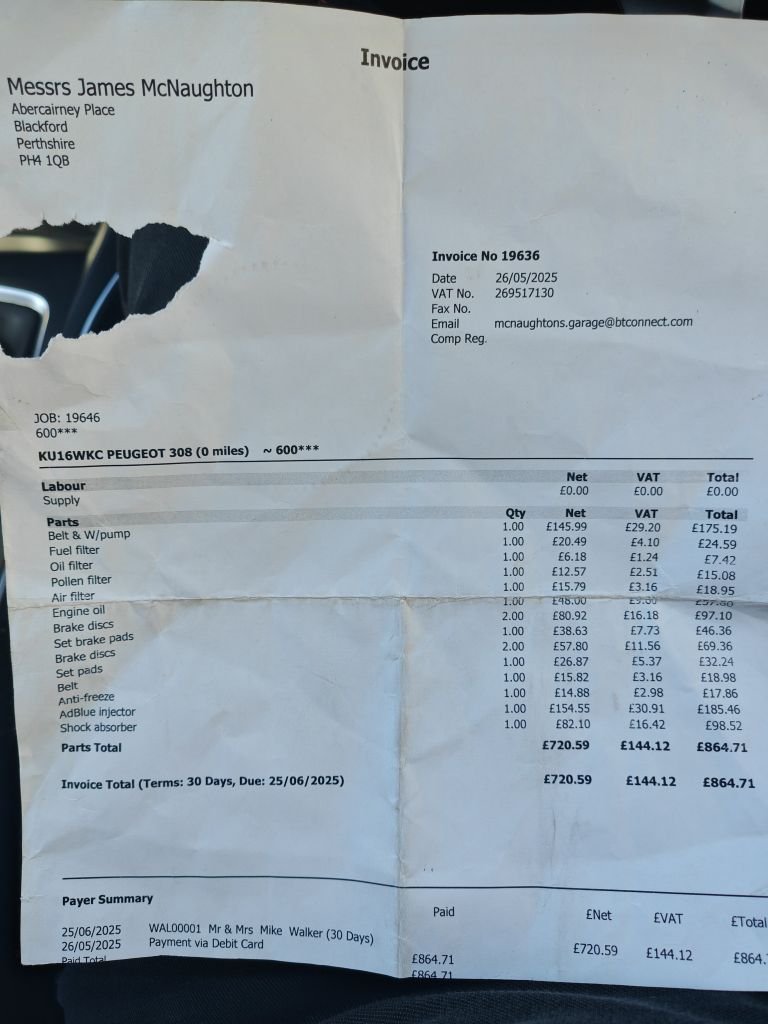 Invoice
Messrs James McNaughton
Abercairney Place
Blackford
Perthshire
PH4 1QB
Invoice No 19636
Date 26/05/2025
VAT No. 269517130
Fax No.
Email mcnaughtons.garage@btconnect.com
Comp Reg.
JOB: 19646
600***
KU16WKC PEUGEOT 308 (0 miles) ~ 600***
Labour Net VAT Total
Supply £0.00 £0.00 £0.00
Parts Qty Net VAT Total
Belt & W/pump 1.00 £145.99 £29.20 £175.19
Fuel filter 1.00 £20.49 £4.10 £24.59
Oil filter 1.00 £6.18 £1.24 £7.42
Pollen filter 1.00 £12.57 £2.51 £15.08
Air filter 1.00 £15.79 £3.16 £18.95
Engine oil 1.00 £48.00 £9.60 £57.60
Brake discs 2.00 £80.92 £16.18 £97.10
Set brake pads 1.00 £38.63 £7.73 £46.36
Brake discs 2.00 £57.80 £11.56 £69.36
Set pads 1.00 £26.87 £5.37 £32.24
Belt 1.00 £15.82 £3.16 £18.98
Anti-freeze 1.00 £14.88 £2.98 £17.86
AdBlue injector 1.00 £154.55 £30.91 £185.46
Shock absorber 1.00 £82.10 £16.42 £98.52
Parts Total £720.59 £144.12 £864.71
Invoice Total (Terms: 30 Days, Due: 25/06/2025) £720.59 £144.12 £864.71
Payer Summary Paid £Net £VAT £Total
25/06/2025 WAL00001 Mr & Mrs Mike Walker (30 Days) £720.59 £144.12 £864.
26/05/2025 Payment via Debit Card £864.71
Paid Total £864.71